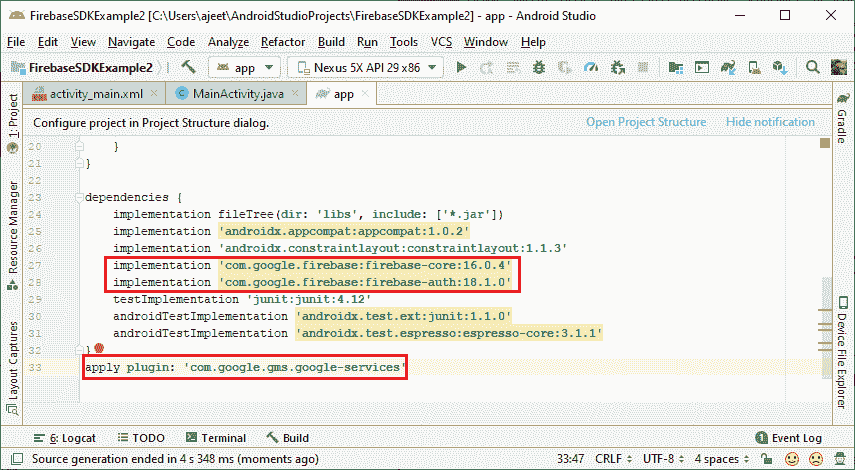 FirebaseSDKExample2 [C:\Users\ajeet\AndroidStudioProjects\FirebaseSDKExample2] - app - Android Studio
File Edit View Navigate Code Analyze Refactor Build Run Tools VCS Window Help
FirebaseSDKExample2 app Nexus 5X API 29 x86
activity_main.xml MainActivity.java app
Configure project in Project Structure dialog. Open Project Structure Hide notification
1: Project
Resource Manager
Layout Captures
20 }
21 }
22
23 dependencies {
24 implementation fileTree(dir: 'libs', include: ['*.jar'])
25 implementation 'androidx.appcompat:appcompat:1.0.2'
26 implementation 'androidx.constraintlayout:constraintlayout:1.1.3'
27 implementation 'com.google.firebase:firebase-core:16.0.4'
28 implementation 'com.google.firebase:firebase-auth:18.1.0'
29 testImplementation 'junit:junit:4.12'
30 androidTestImplementation 'androidx.test.ext:junit:1.1.0'
31 androidTestImplementation 'androidx.test.espresso:espresso-core:3.1.1'
32 }
33 apply plugin: 'com.google.gms.google-services'
Gradle
Device File Explorer
6: Logcat TODO Terminal Build 1 Event Log
Source generation ended in 4 s 348 ms (moments ago) 33:47 CRLF UTF-8 4 spaces